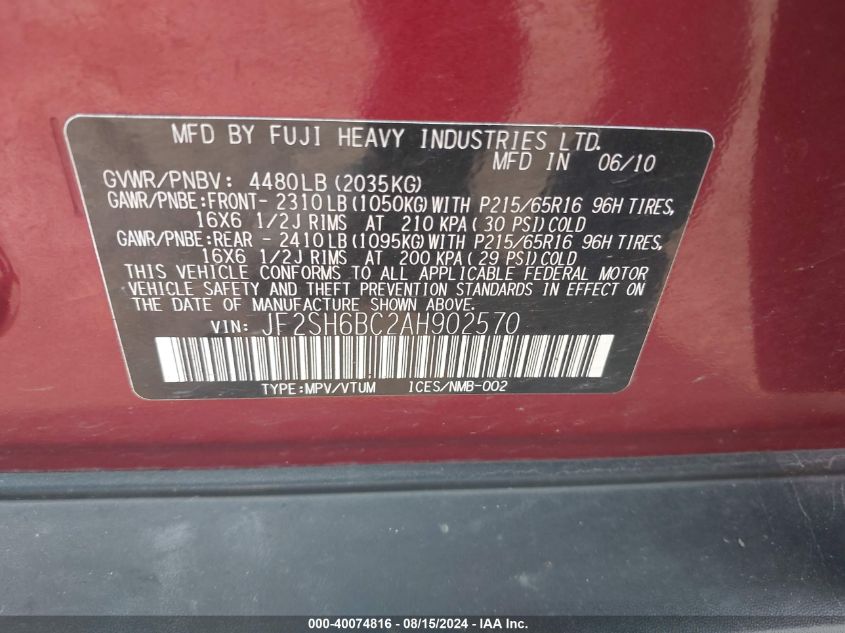 MFD BY FUJI HEAVY INDUSTRIES LTD.
MFD IN 06/10
GVWR/PNBV: 4480LB(2035KG)
GAWR/PNBE:FRONT- 2310LB(1050KG)WITH P215/65R16 96H TIRES,
16X6 1/2J RIMS AT 210 KPA( 30 PSI)COLD
GAWR/PNBE:REAR - 2410LB(1095KG)WITH P215/65R16 96H TIRES,
16X6 1/2J RIMS AT 200 KPA( 29 PSI)COLD
THIS VEHICLE CONFORMS TO ALL APPLICABLE FEDERAL MOTOR
VEHICLE SAFETY AND THEFT PREVENTION STANDARDS IN EFFECT ON
THE DATE OF MANUFACTURE SHOWN ABOVE.
VIN: JF2SH6BC2AH902570
TYPE:MPV/VTUM ICES/NMB-002
000-40074816 - 08/15/2024 - IAA Inc.